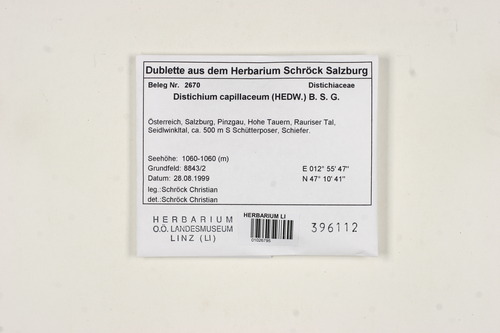 Dublette aus dem Herbarium Schröck Salzburg
Beleg Nr. 2670 Distichiaceae
Distichium capillaceum (HEDW.) B. S. G.
Österreich, Salzburg, Pinzgau, Hohe Tauern, Rauriser Tal,
Seidlwinkltal, ca. 500 m S Schütterposer, Schiefer.
Seehöhe: 1060-1060 (m)
Grundfeld: 8843/2 E 012° 55' 47"
Datum: 28.08.1999 N 47° 10' 41"
leg.:Schröck Christian
det.:Schröck Christian
HERBARIUM
O.Ö. LANDESMUSEUM
LINZ (LI)
HERBARIUM LI
01026795
396112